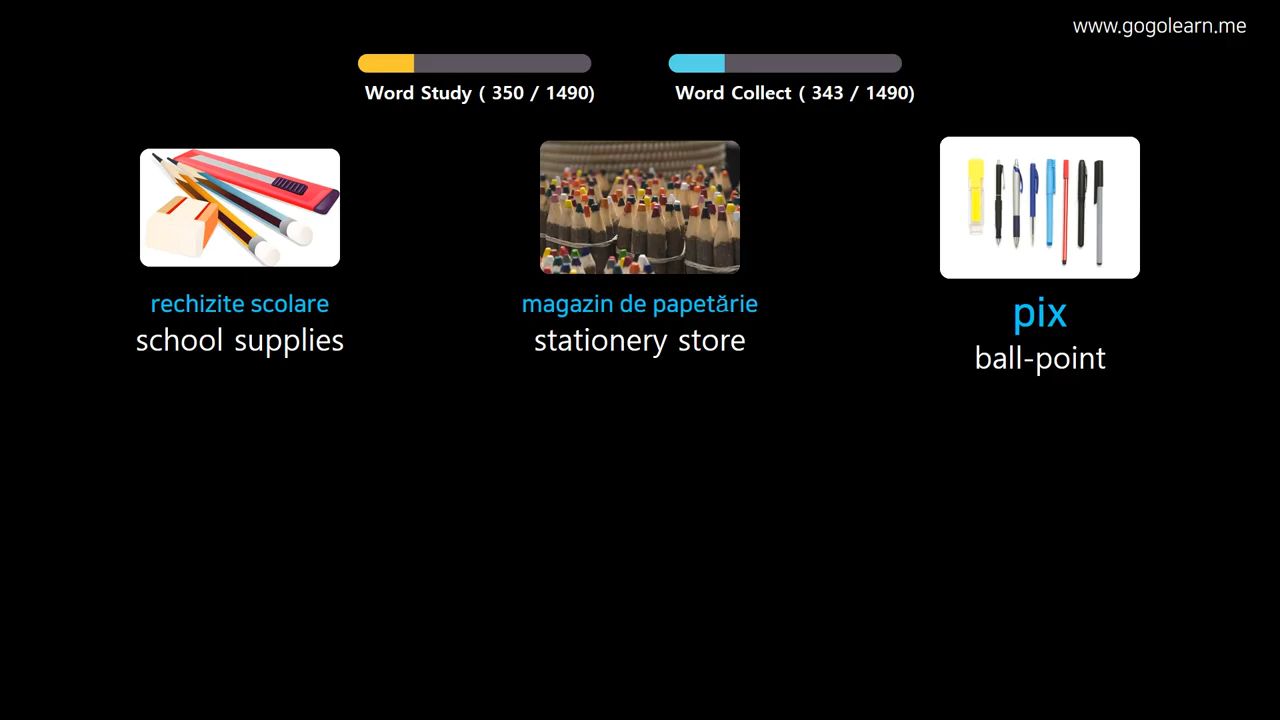 www.gogolearn.me
Word Study ( 350 / 1490)
Word Collect ( 343 / 1490)
rechizite scolare
school supplies
magazin de papetărie
stationery store
pix
ball-point